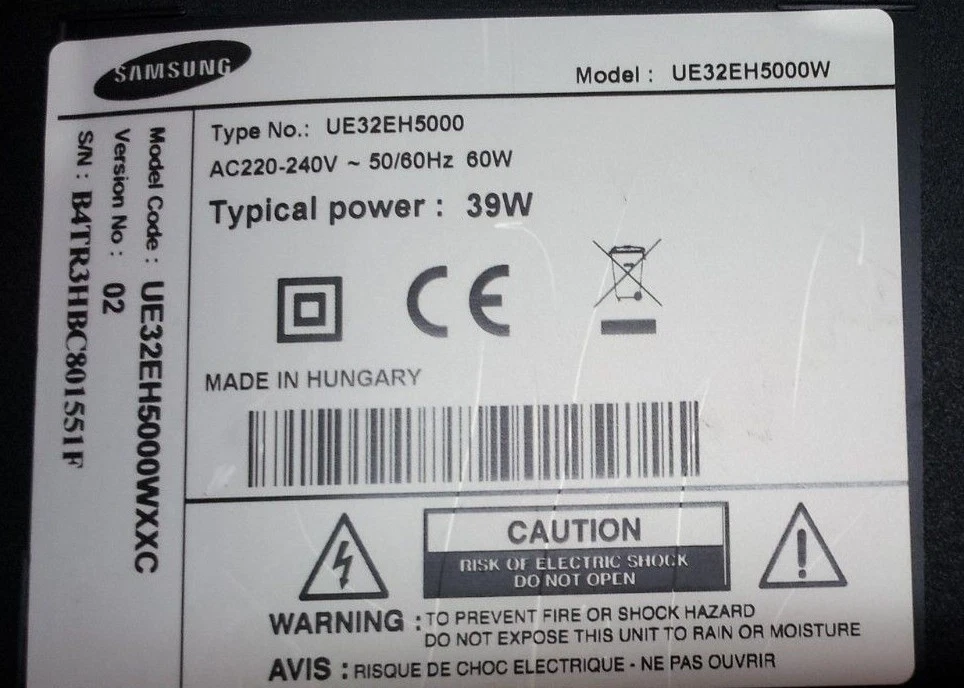 SAMSUNG
Model : UE32EH5000W
Type No.: UE32EH5000
AC220-240V ~ 50/60Hz 60W
Typical power : 39W
CE
MADE IN HUNGARY
Model Code : UE32EH5000WXXC
Version No : 02
S/N : B4TR3HBC801551F
CAUTION
RISK OF ELECTRIC SHOCK
DO NOT OPEN
WARNING : TO PREVENT FIRE OR SHOCK HAZARD
DO NOT EXPOSE THIS UNIT TO RAIN OR MOISTURE
AVIS : RISQUE DE CHOC ELECTRIQUE - NE PAS OUVRIR